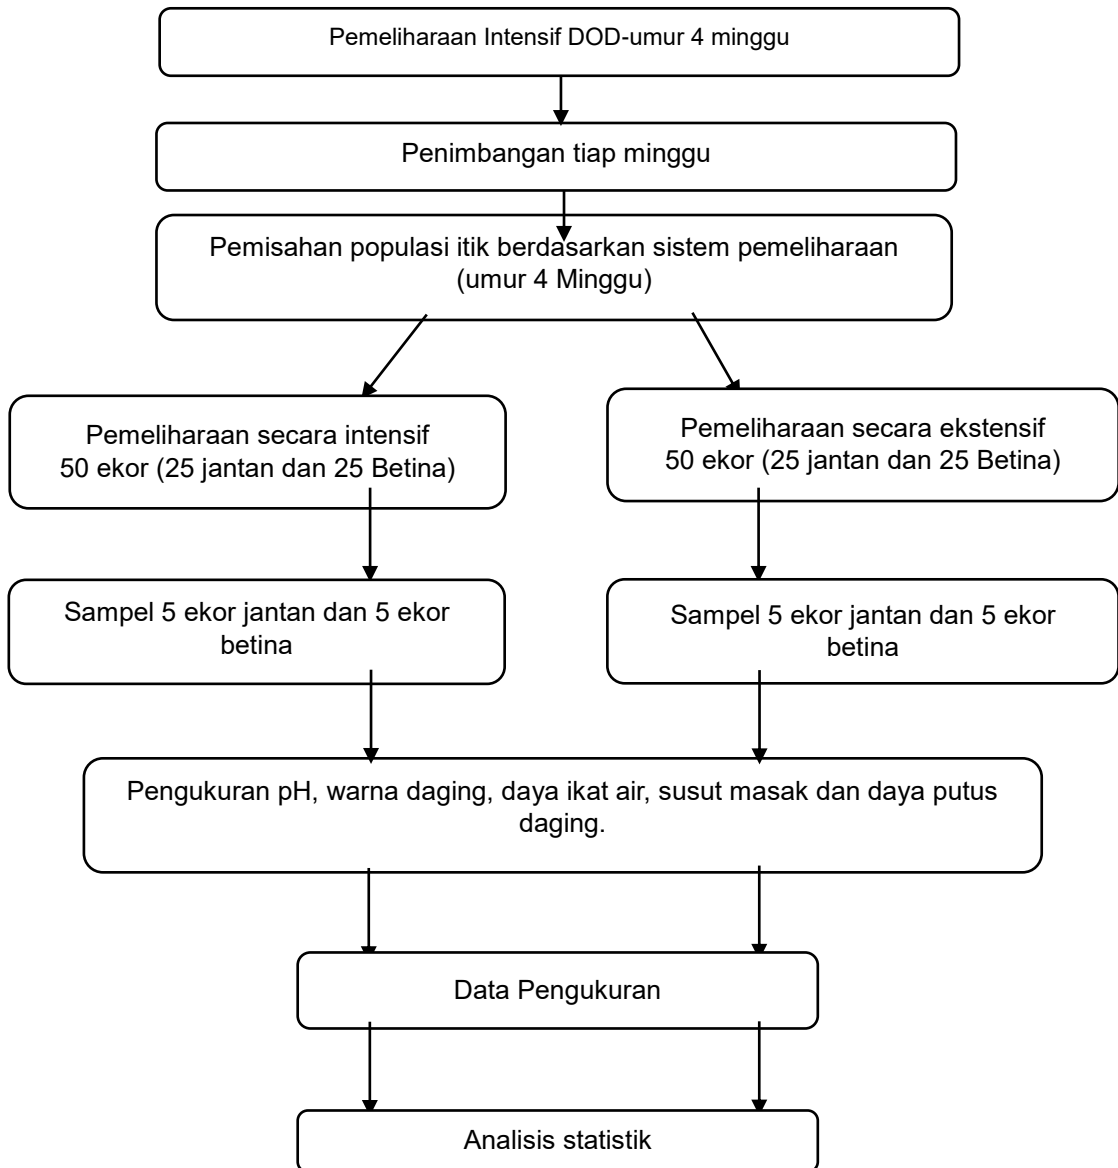 Pemeliharaan Intensif DOD-umur 4 minggu
Penimbangan tiap minggu
Pemisahan populasi itik berdasarkan sistem pemeliharaan
(umur 4 Minggu)
Pemeliharaan secara intensif
50 ekor (25 jantan dan 25 Betina)
Pemeliharaan secara ekstensif
50 ekor (25 jantan dan 25 Betina)
Sampel 5 ekor jantan dan 5 ekor
betina
Sampel 5 ekor jantan dan 5 ekor
betina
Pengukuran pH, warna daging, daya ikat air, susut masak dan daya putus
daging.
Data Pengukuran
Analisis statistik